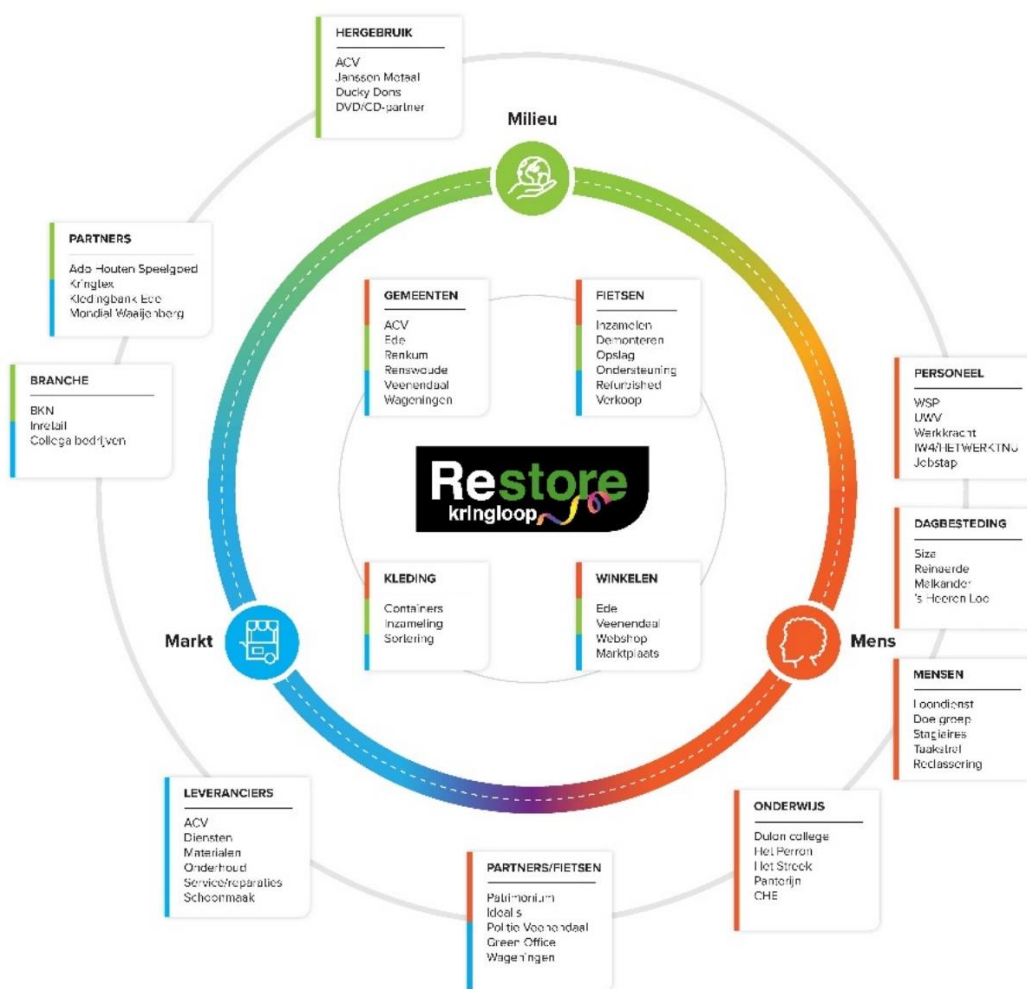 HERGEBRUIK
ACV
Janssen Metaal
Ducky Dons
DVD/CD-partner
Milieu
PARTNERS
Ado Houten Speelgoed
Kringtex
Kledingbank Ede
Mondial Waaijenberg
GEMEENTEN
ACV
Ede
Renkum
Renswoude
Veenendaal
Wageningen
FIETSEN
Inzamelen
Demonteren
Opslag
Ondersteuning
Refurbished
Verkoop
BRANCHE
BKN
Inretail
Collega bedrijven
PERSONEEL
WSP
UWV
Werkkracht
IW4/HETWERKTNU
Jobstap
Restore
kringloop
DAGBESTEDING
Siza
Reinaerde
Malkander
's Heeren Loo
KLEDING
Containers
Inzameling
Sortering
WINKELEN
Ede
Veenendaal
Webshop
Marktplaats
Markt
Mens
MENSEN
Loondienst
Doe groep
Stagiaires
Taakstraf
Reclassering
LEVERANCIERS
ACV
Diensten
Materialen
Onderhoud
Service/reparaties
Schoonmaak
ONDERWIJS
Dulon college
Het Perron
Het Streek
Pantarijn
CHE
PARTNERS/FIETSEN
Patrimonium
Idealis
Politie Veenendaal
Green Office
Wageningen